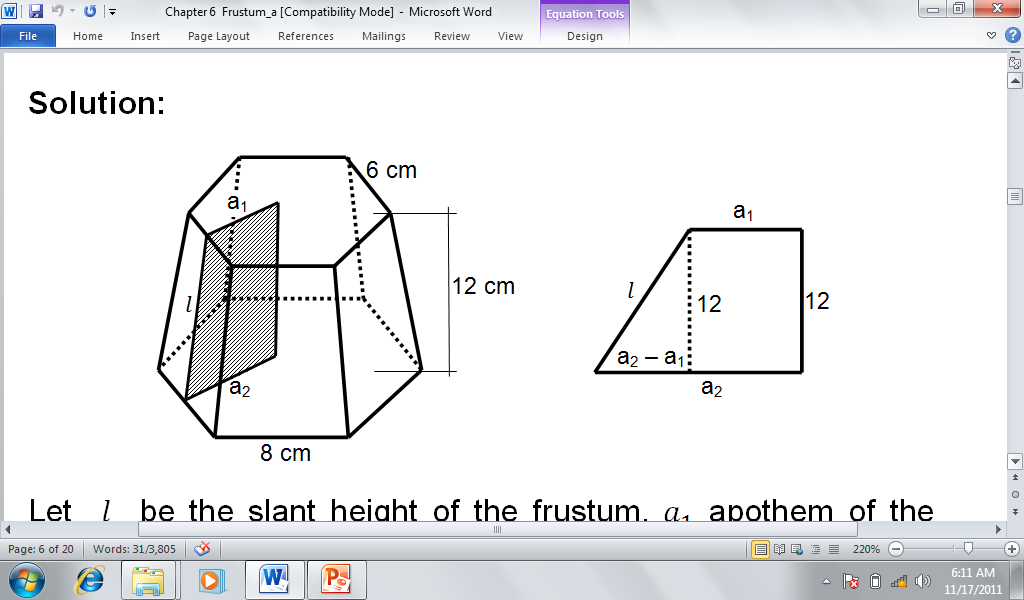 Chapter 6 Frustum_a [Compatibility Mode] - Microsoft Word
Equation Tools
File Home Insert Page Layout References Mailings Review View Design
Solution:
6 cm
a₁
12 cm
l
a₂
8 cm
a₁
l
12
12
a₂ – a₁
a₂
Let l be the slant height of the frustum, a₁ apothem of the
Page: 6 of 20 Words: 31/3,805 220%
6:11 AM
11/17/2011